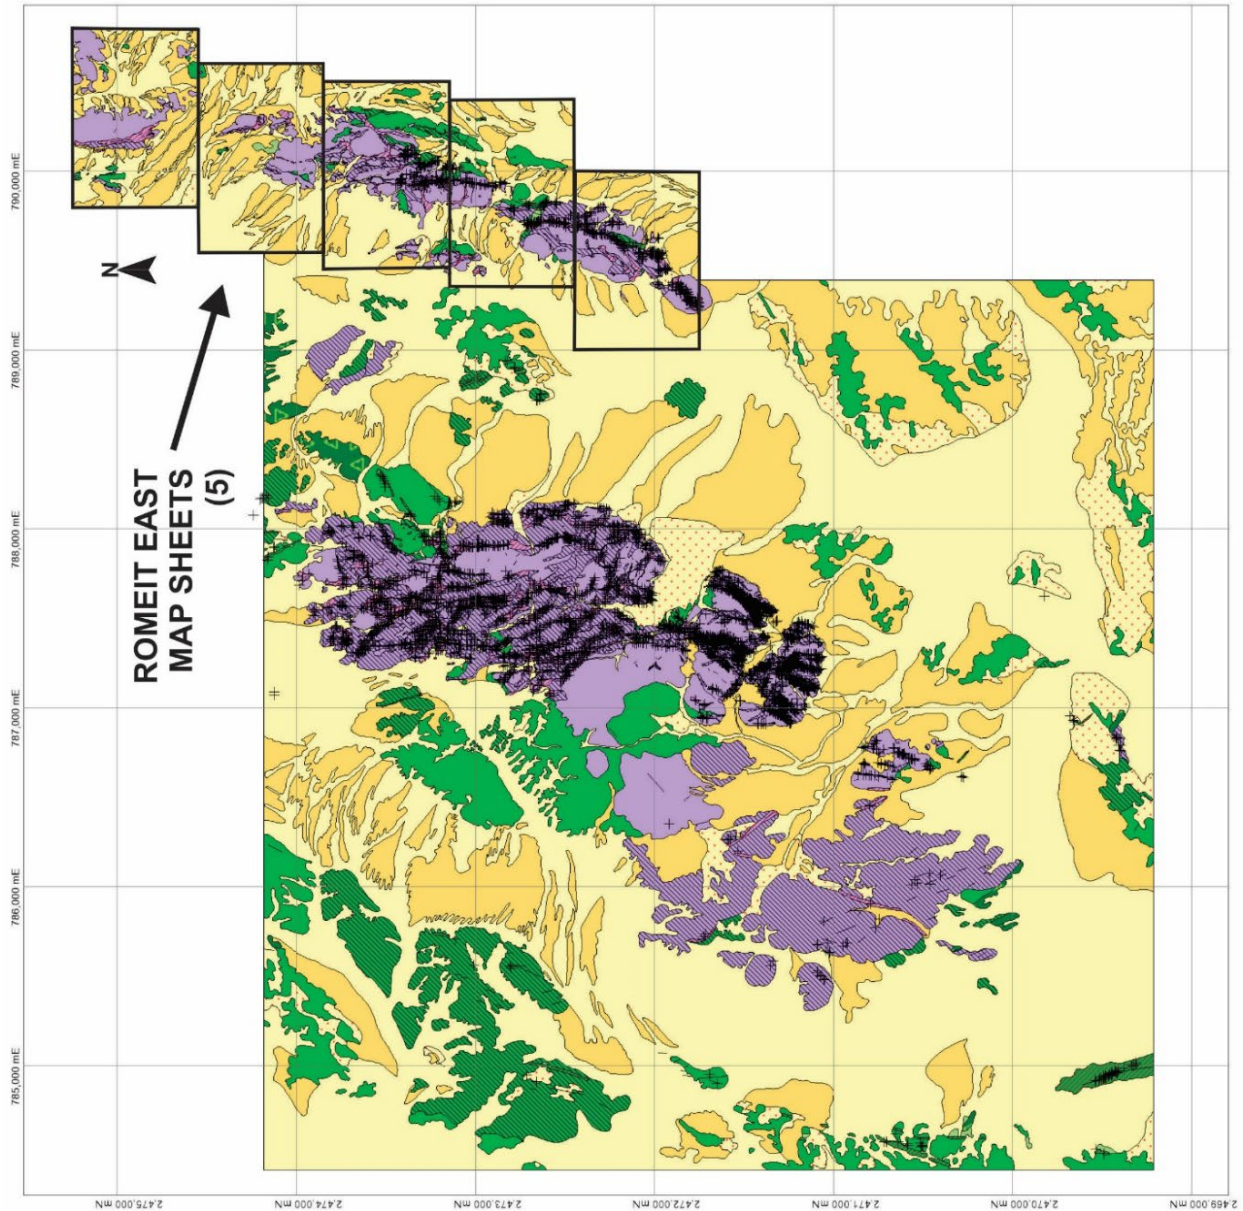 790,000 mE
789,000 mE
788,000 mE
787,000 mE
786,000 mE
785,000 mE
N
ROMEIT EAST
MAP SHEETS
(5)
2,475,000 mN
2,474,000 mN
2,473,000 mN
2,472,000 mN
2,471,000 mN
2,470,000 mN
2,469,000 mN